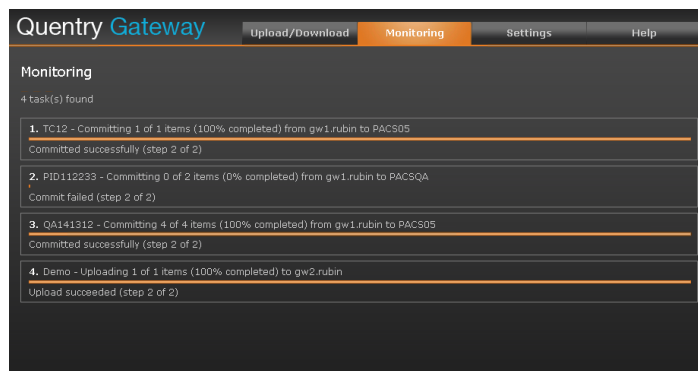 Quentry Gateway
Upload/Download Monitoring Settings Help
Monitoring
4 task(s) found
1. TC12 - Committing 1 of 1 items (100% completed) from gw1.rubin to PACS05
Committed successfully (step 2 of 2)
2. PID112233 - Committing 0 of 2 items (0% completed) from gw1.rubin to PACSQA
Commit failed (step 2 of 2)
3. QA141312 - Committing 4 of 4 items (100% completed) from gw1.rubin to PACS05
Committed successfully (step 2 of 2)
4. Demo - Uploading 1 of 1 items (100% completed) to gw2.rubin
Upload succeeded (step 2 of 2)